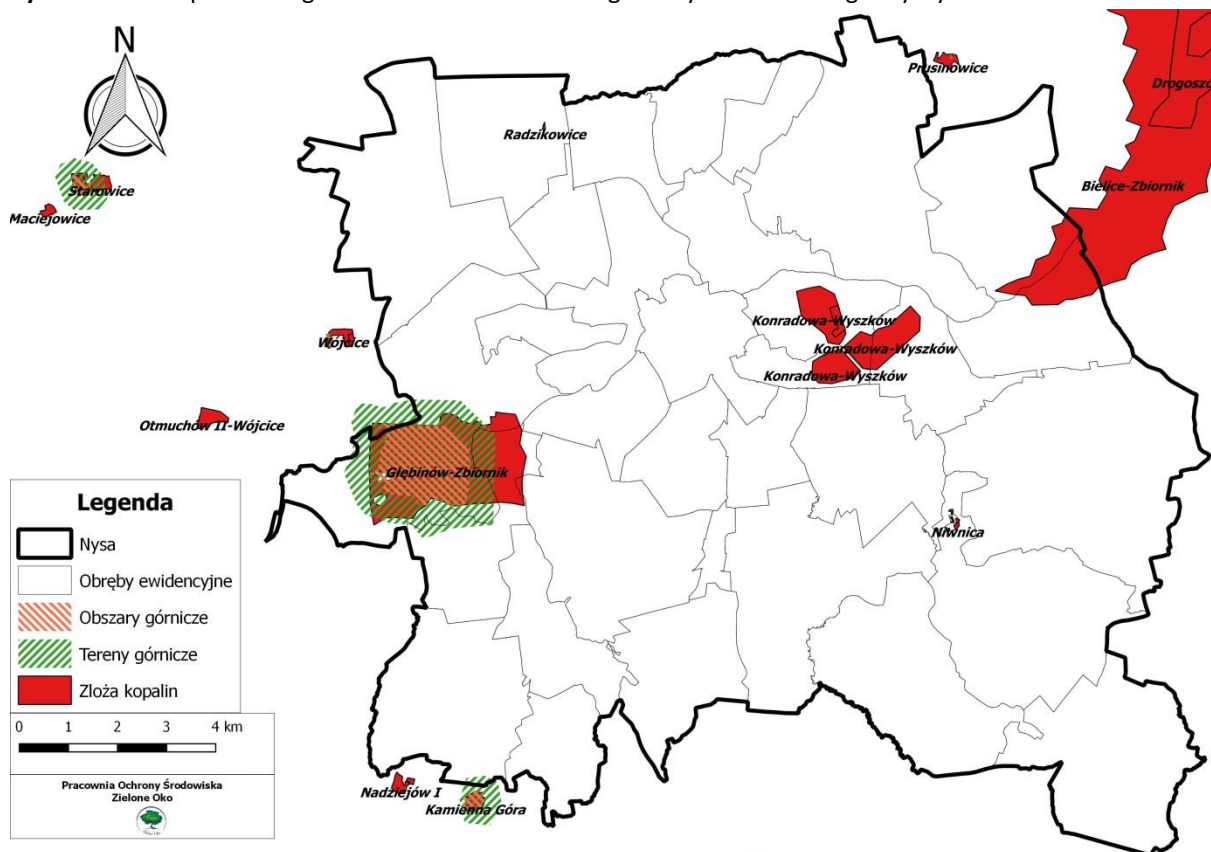 N
Prusinowice
Drogosz
Radzikowice
Bielice-Zbiornik
Starowice
Maciejowice
Konradowa-Wyszków
Wójcice
Konradowa-Wyszków
Konradowa-Wyszków
Otmuchów II-Wójcice
Głębinów-Zbiornik
Niwnica
Nadziejów I
Kamienna Góra
Legenda
Nysa
Obręby ewidencyjne
Obszary górnicze
Tereny górnicze
Złoża kopalin
0 1 2 3 4 km
Pracownia Ochrony Środowiska
Zielone Oko